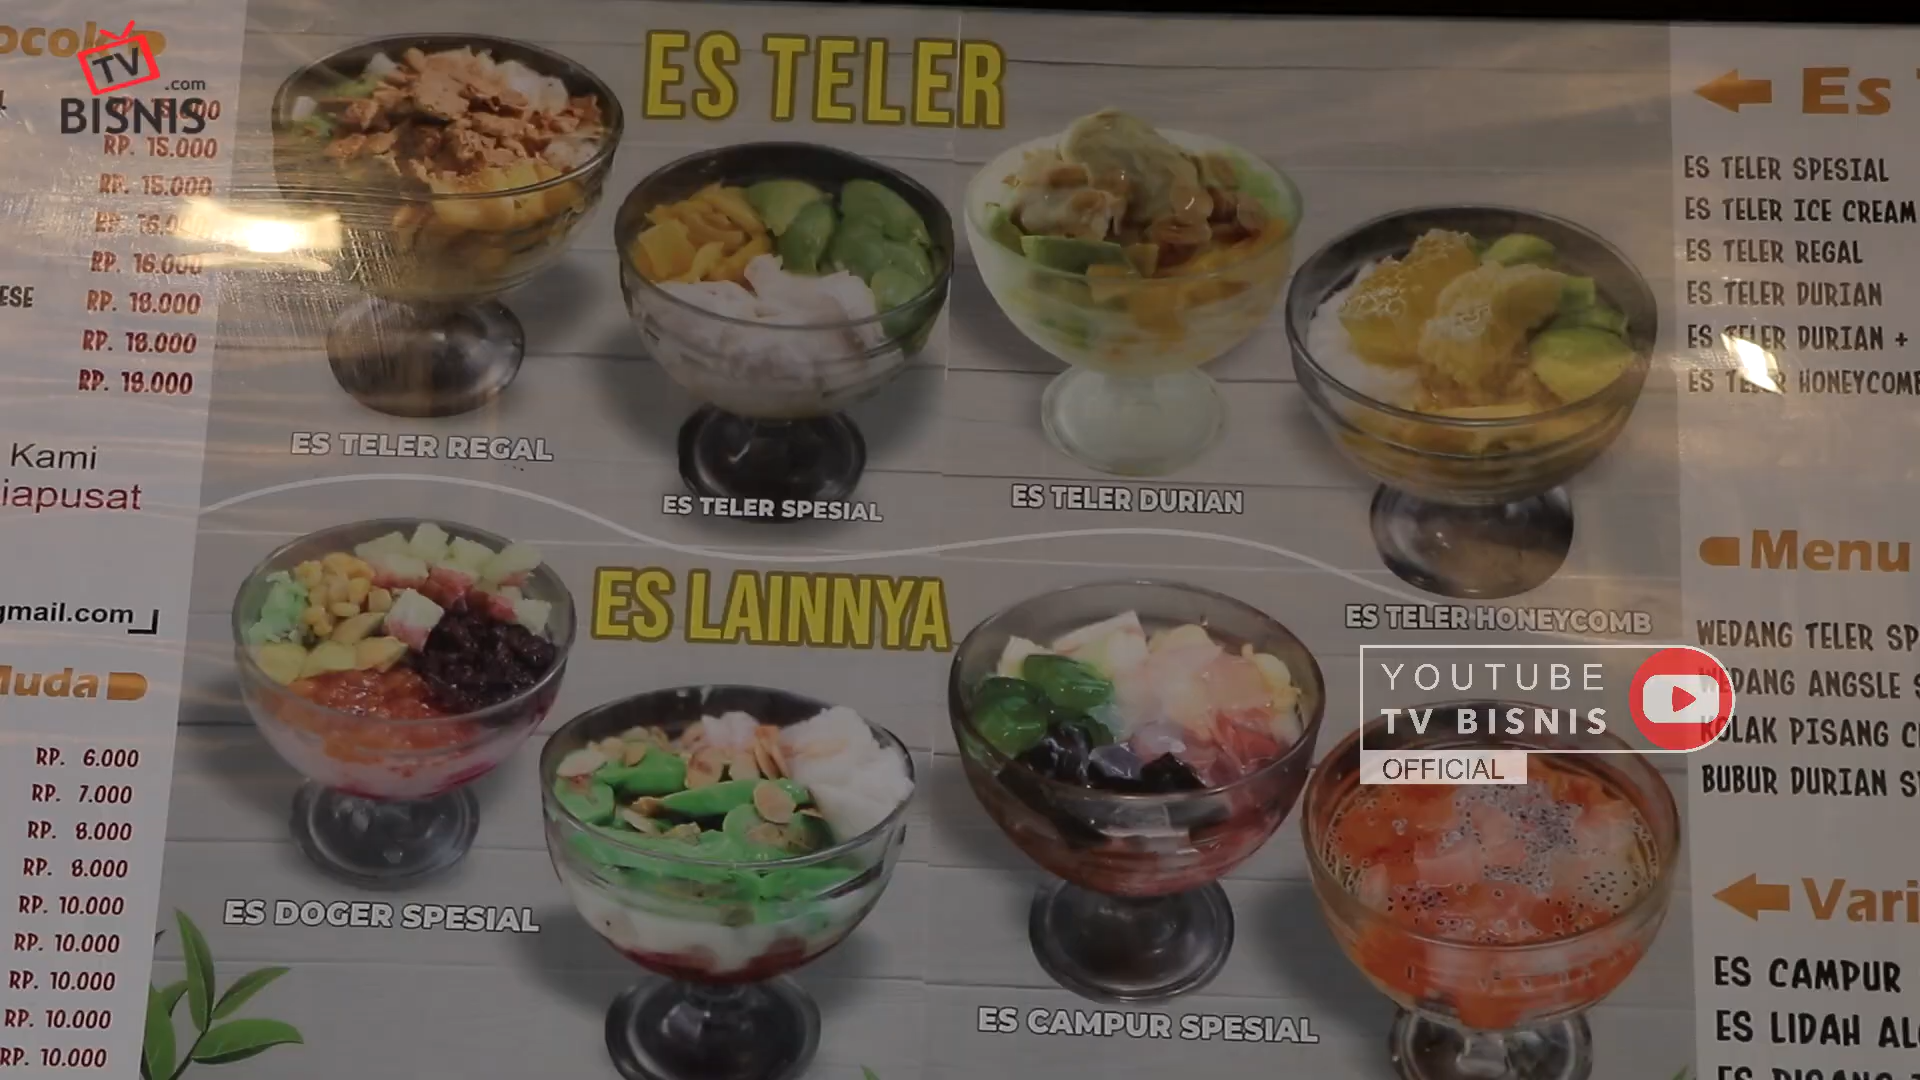 TV
.com
BISNIS
RP. 15.000
RP. 15.000
RP. 16.000
ESE RP. 18.000
RP. 18.000
RP. 18.000
Kami
iapusat
gmail.com
Muda
RP. 6.000
RP. 7.000
RP. 8.000
RP. 8.000
RP. 10.000
RP. 10.000
RP. 10.000
RP. 10.000
RP. 10.000
ES TELER
ES TELER REGAL
ES TELER SPESIAL
ES TELER DURIAN
ES TELER HONEYCOMB
ES LAINNYA
ES DOGER SPESIAL
ES CAMPUR SPESIAL
Es
ES TELER SPESIAL
ES TELER ICE CREAM
ES TELER REGAL
ES TELER DURIAN
ES TELER DURIAN +
ES TELER HONEYCOMB
Menu
WEDANG TELER SP
WEDANG ANGSLE S
KOLAK PISANG
BUBUR DURIAN
Vari
ES CAMPUR
ES LIDAH
YOUTUBE
TV BISNIS
OFFICIAL